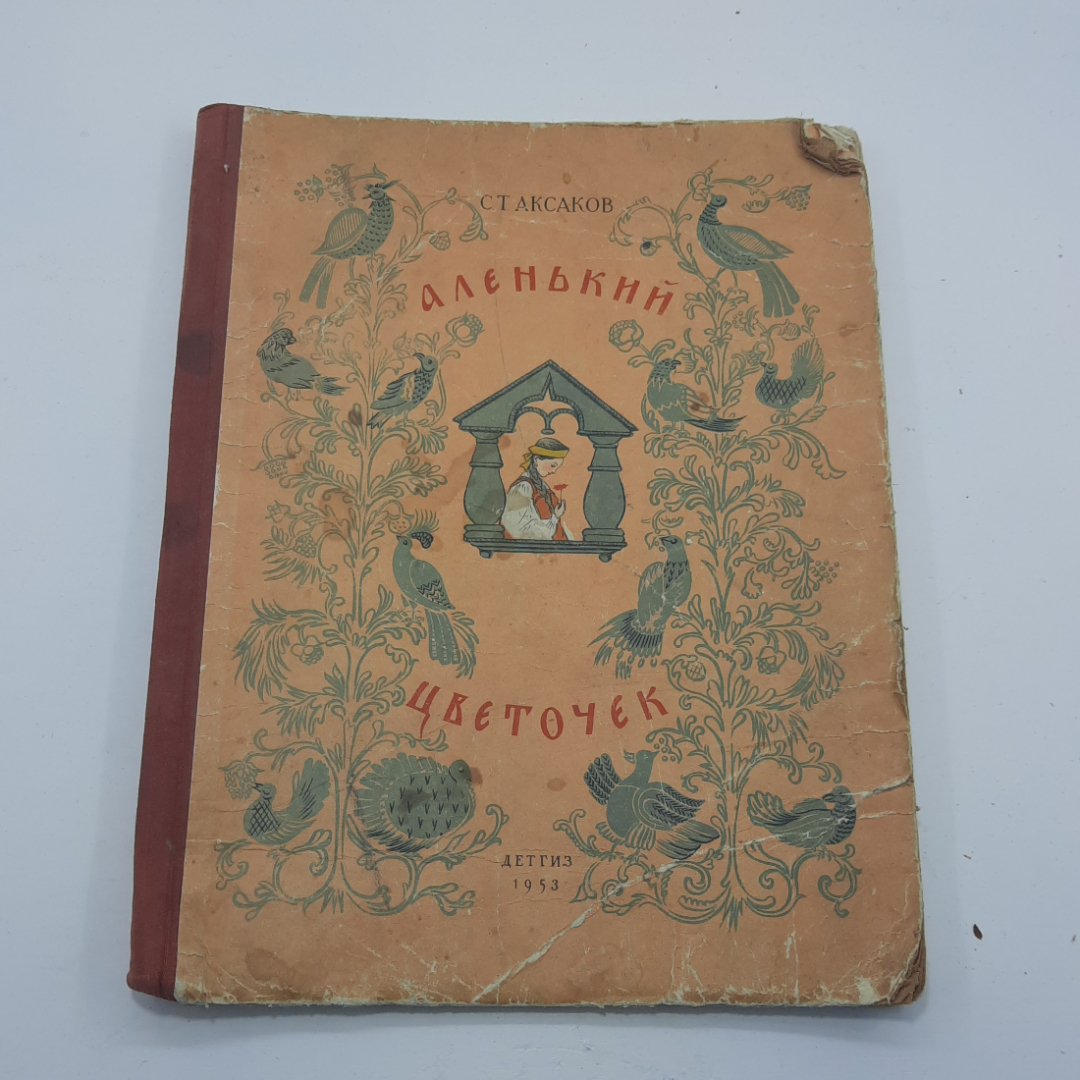 С Т АКСАКОВ
АЛЕНЬКИЙ
ЦВЕТОЧЕК
ДЕТГИЗ
1953